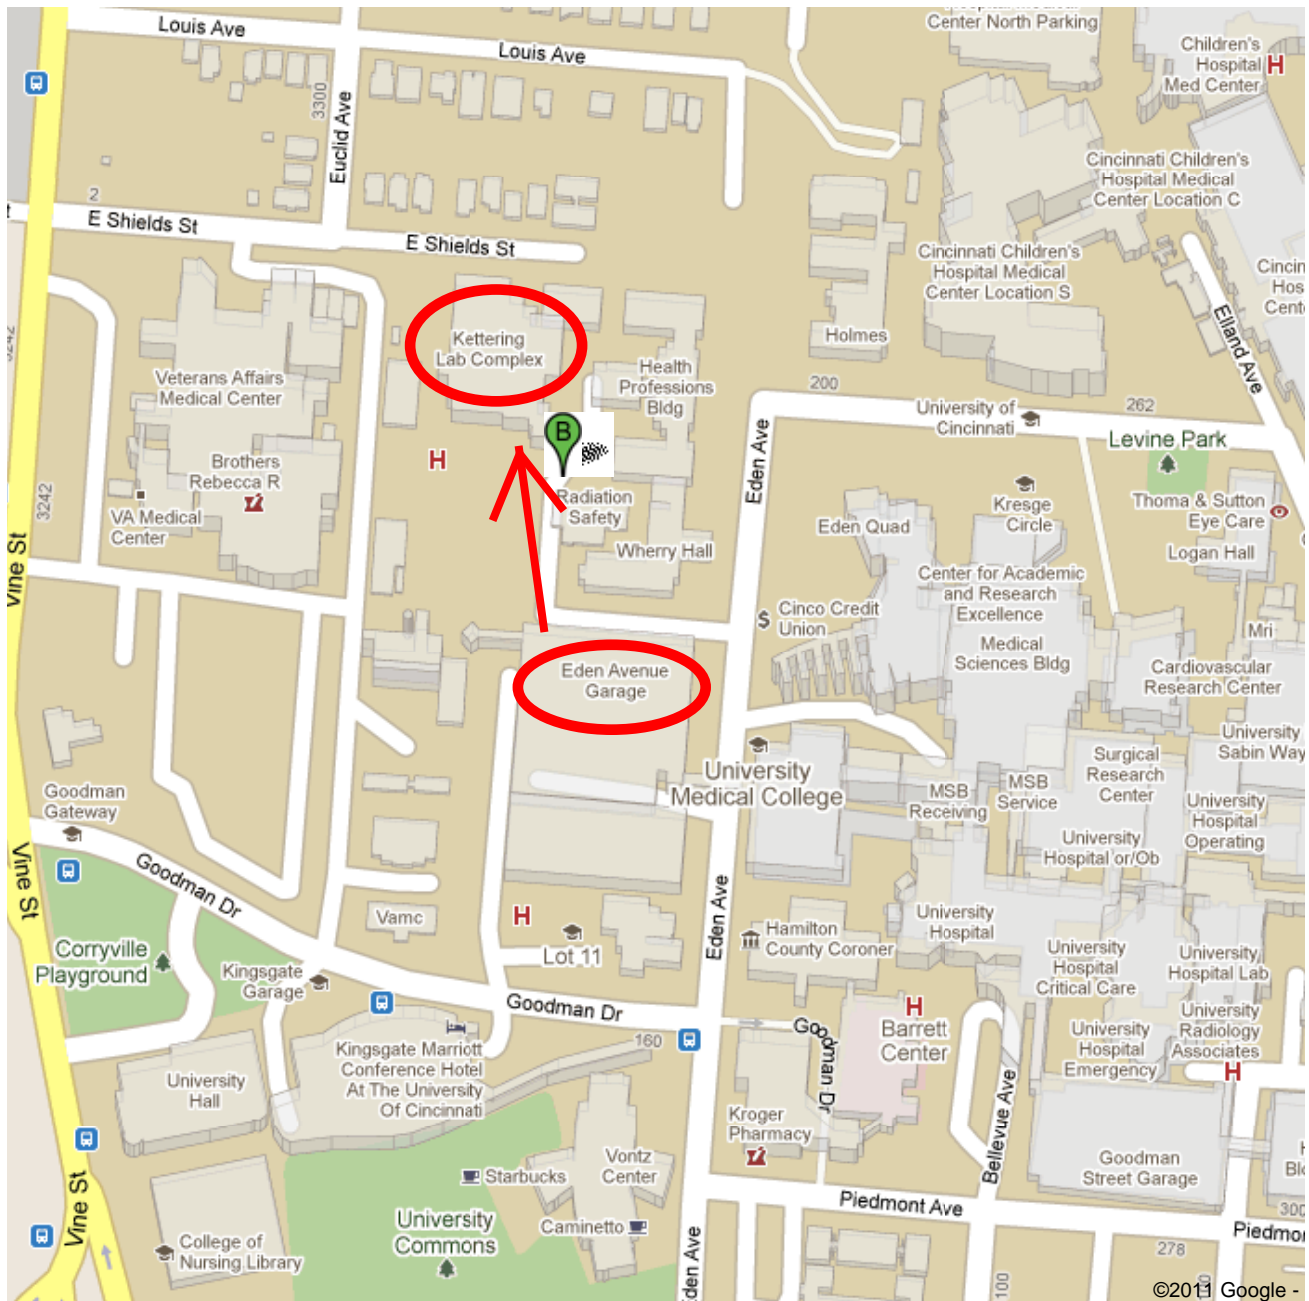 Louis Ave
Louis Ave
Center North Parking
Children's
Hospital
Med Center
H
3300
Euclid Ave
Cincinnati Children's
Hospital Medical
Center Location C
2
E Shields St
E Shields St
Cincinnati Children's
Hospital Medical
Center Location S
Elland Ave
Holmes
Kettering
Lab Complex
Health
Professions
Bldg
Veterans Affairs
Medical Center
200
262
University of
Cincinnati
Levine Park
Eden Ave
B
H
Brothers
Rebecca R
VA Medical
Center
3242
3242
Radiation
Safety
Wherry Hall
Eden Quad
Kresge
Circle
Thoma & Sutton
Eye Care
Logan Hall
Vine St
Center for Academic
and Research
Excellence
$
Cinco Credit
Union
Medical
Sciences Bldg
Mri
Cardiovascular
Research Center
Eden Avenue
Garage
University
Sabin Way
University
Medical College
MSB
Receiving
MSB
Service
Surgical
Research
Center
University
Hospital
Operating
University
Hospital or/Ob
Goodman
Gateway
Vine St
Goodman Dr
Vamc
H
Lot 11
Eden Ave
Hamilton
County Coroner
University
Hospital
University
Hospital
Critical Care
University
Hospital Lab
Corryville
Playground
Kingsgate
Garage
Goodman Dr
Goodman Dr
H
Barrett
Center
University
Hospital
Emergency
University
Radiology
Associates
H
160
Kingsgate Marriott
Conference Hotel
At The University
Of Cincinnati
University
Hall
Kroger
Pharmacy
Bellevue Ave
Goodman
Street Garage
Vontz
Center
Starbucks
Caminetto
Piedmont Ave
300
278
100
Vine St
University
Commons
College of
Nursing Library
©2011 Google -